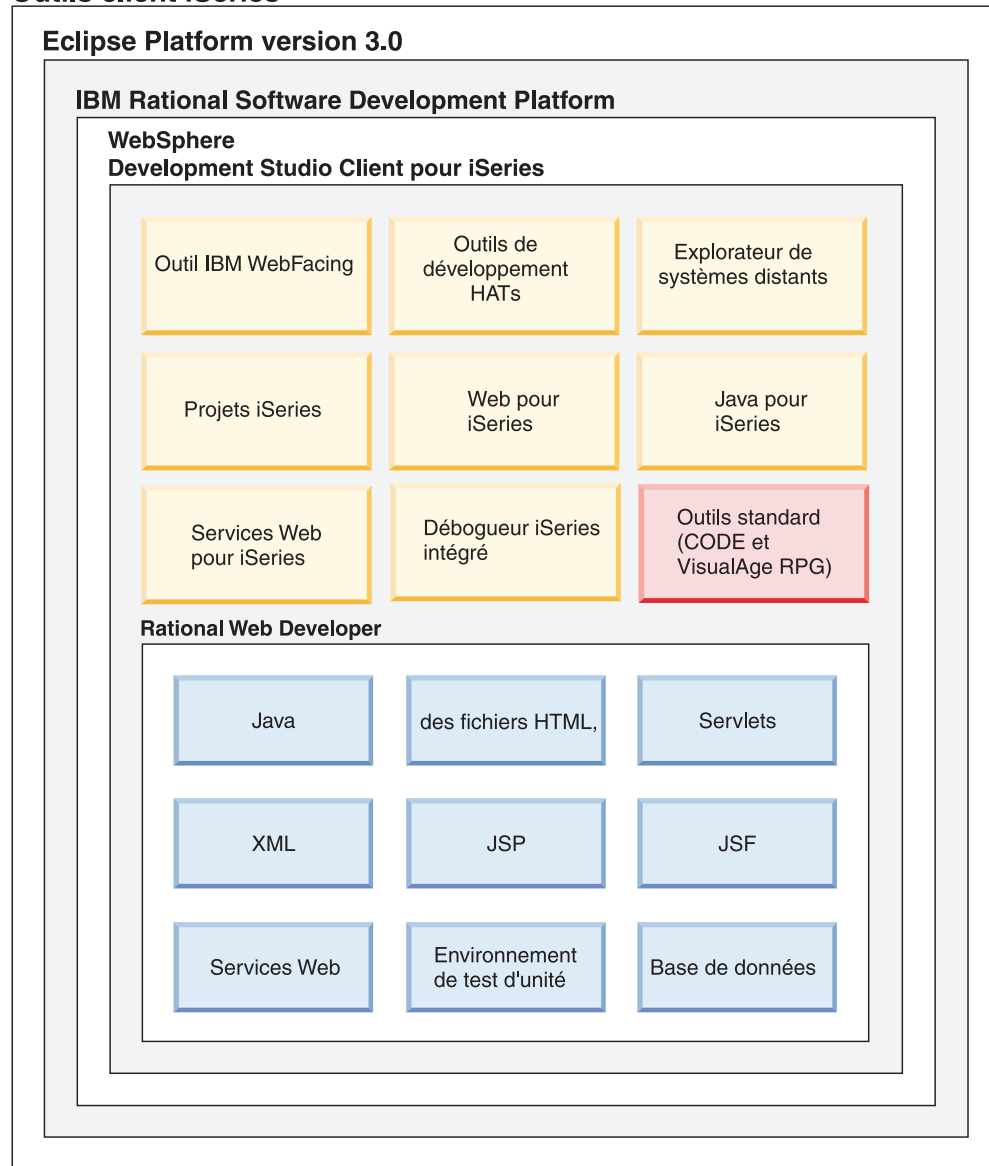 Outils client iSeries
Eclipse Platform version 3.0
IBM Rational Software Development Platform
WebSphere
Development Studio Client pour iSeries
Outil IBM WebFacing
Outils de
développement
HATs
Explorateur de
systèmes distants
Projets iSeries
Web pour
iSeries
Java pour
iSeries
Services Web
pour iSeries
Débogueur iSeries
intégré
Outils standard
(CODE et
VisualAge RPG)
Rational Web Developer
Java
des fichiers HTML,
Servlets
XML
JSP
JSF
Services Web
Environnement
de test d'unité
Base de données